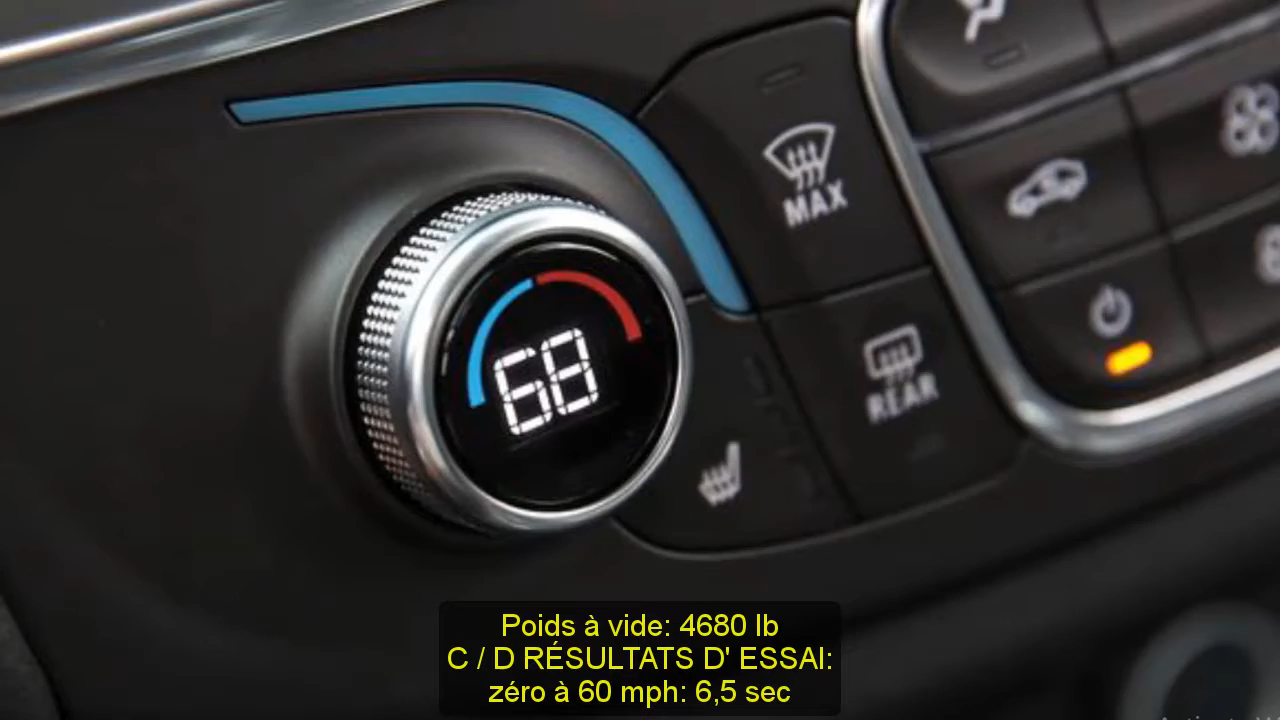 MAX
68
REAR
Poids à vide: 4680 lb
C / D RÉSULTATS D' ESSAI:
zéro à 60 mph: 6,5 sec